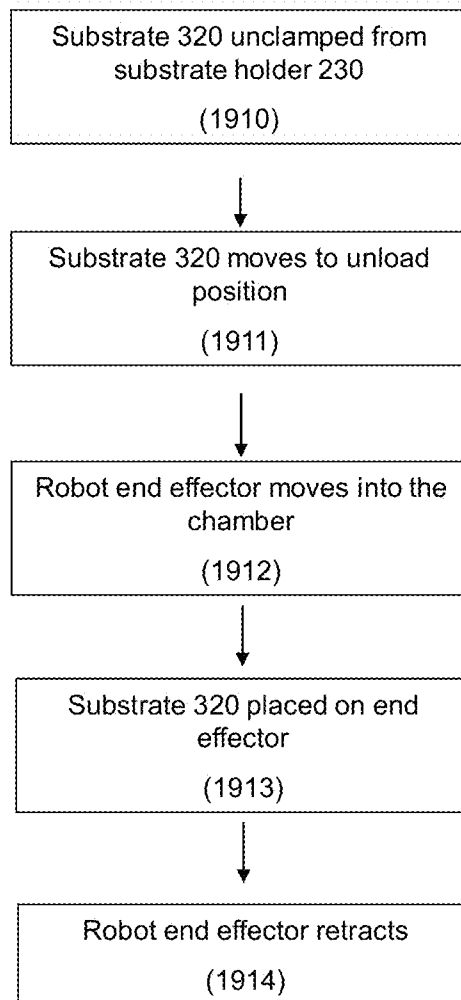 Substrate 320 unclamped from
substrate holder 230
(1910)
Substrate 320 moves to unload
position
(1911)
Robot end effector moves into the
chamber
(1912)
Substrate 320 placed on end
effector
(1913)
Robot end effector retracts
(1914)